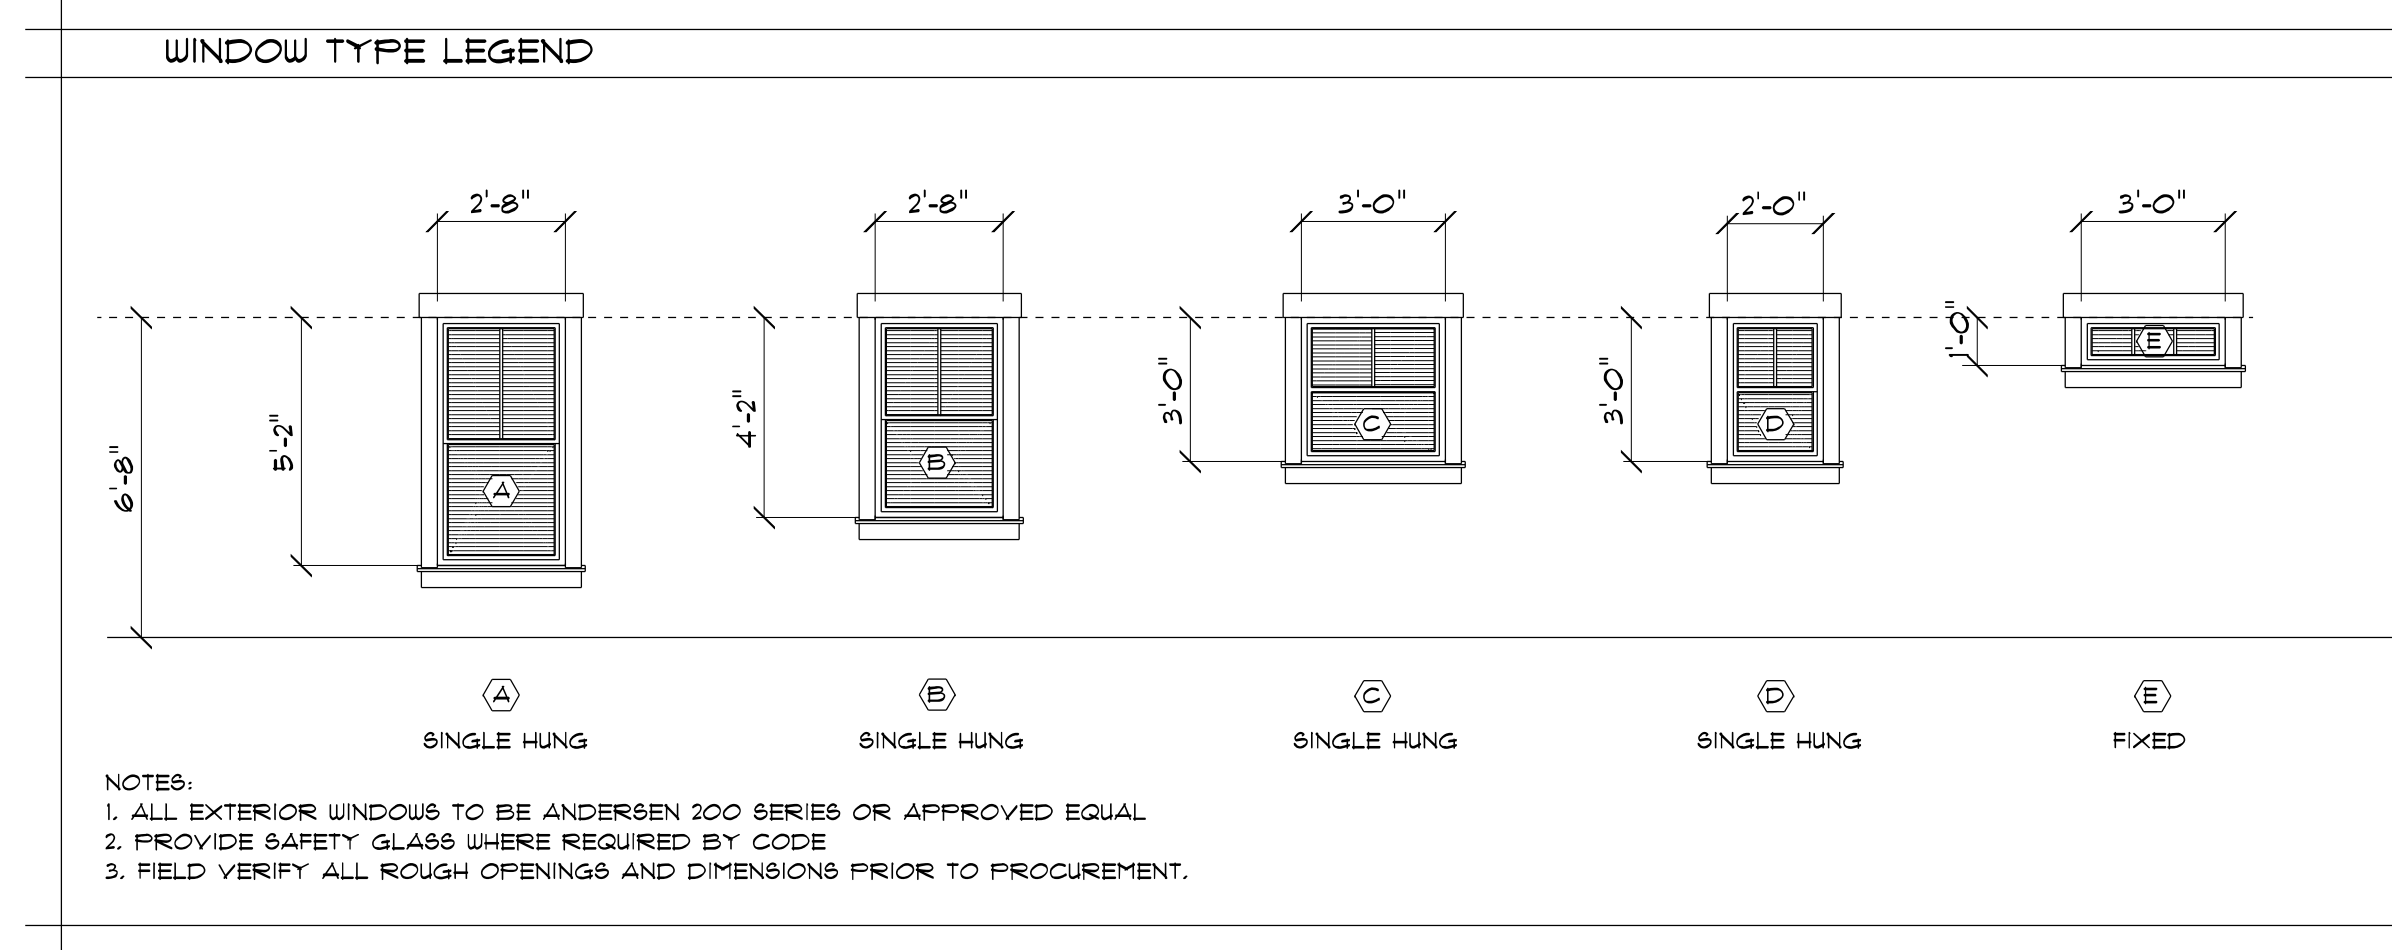 WINDOW TYPE LEGEND
2'-8" 2'-8" 3'-0" 2'-0" 3'-0"
6'-8" 5'-2" 4'-2" 3'-0" 3'-0" 1'-0"
A B C D E
A B C D E
SINGLE HUNG SINGLE HUNG SINGLE HUNG SINGLE HUNG FIXED
NOTES:
1. ALL EXTERIOR WINDOWS TO BE ANDERSEN 200 SERIES OR APPROVED EQUAL
2. PROVIDE SAFETY GLASS WHERE REQUIRED BY CODE
3. FIELD VERIFY ALL ROUGH OPENINGS AND DIMENSIONS PRIOR TO PROCUREMENT.